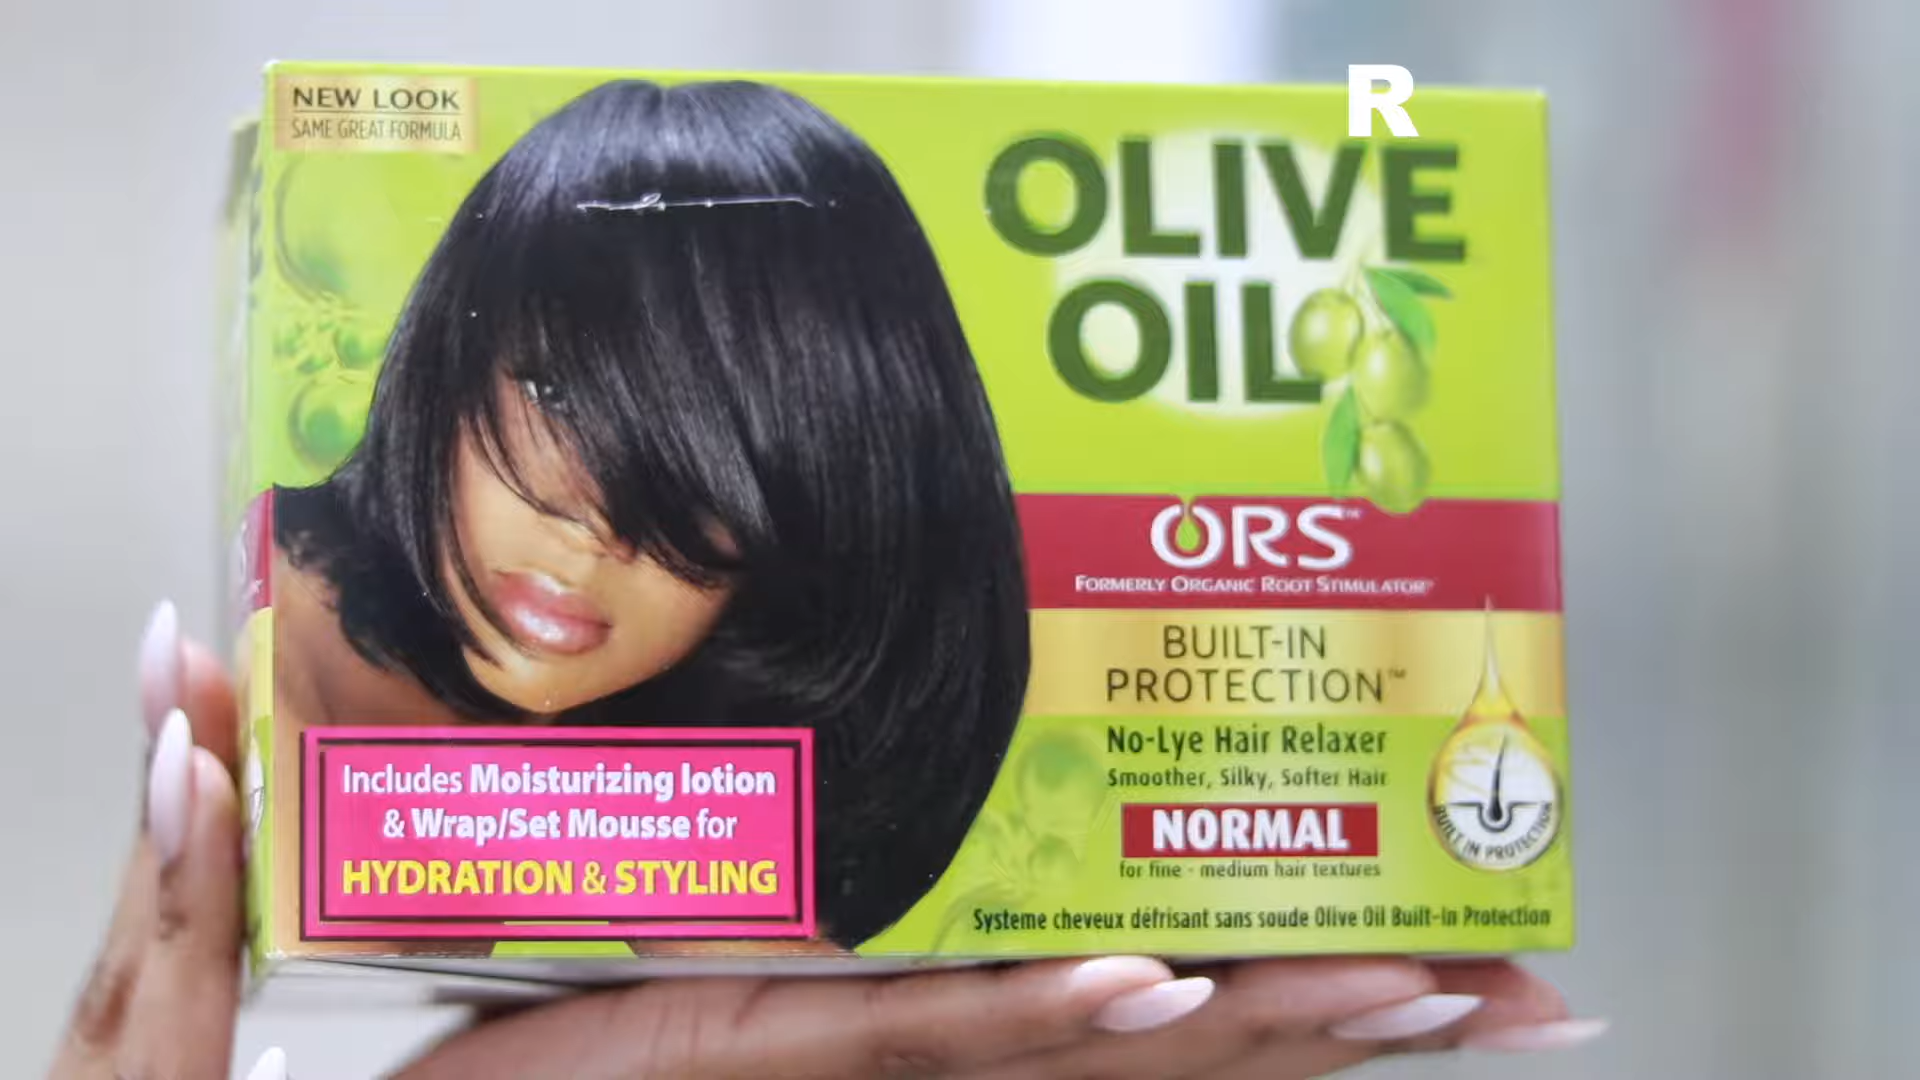 NEW LOOK
SAME GREAT FORMULA
R
OLIVE
OIL
ORS™
FORMERLY ORGANIC ROOT STIMULATOR
BUILT-IN
PROTECTION™
No-Lye Hair Relaxer
Smoother, Silky, Softer Hair
NORMAL
for fine - medium hair textures
BUILT IN PROTECTION
Systeme cheveux défrisant sans soude Olive Oil Built-In Protection
Includes Moisturizing lotion
& Wrap/Set Mousse for
HYDRATION & STYLING